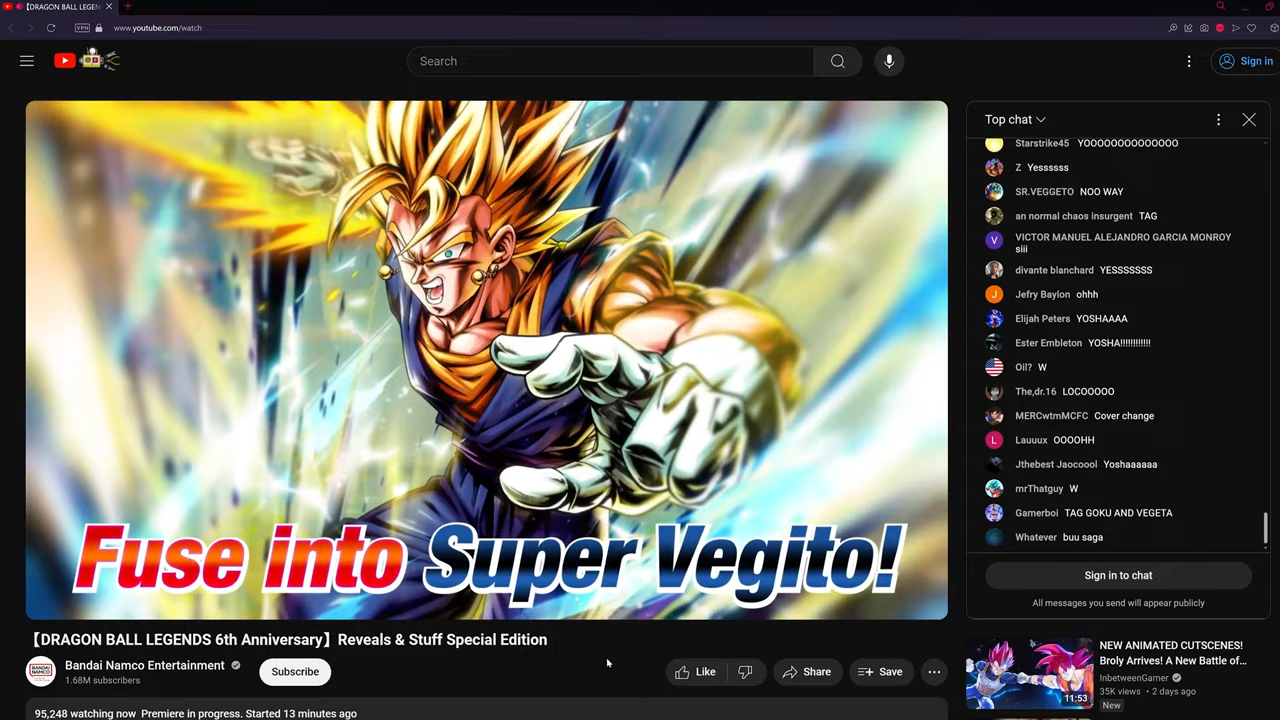 【DRAGON BALL LEGEN
VPN
www.youtube.com/watch
Search
Sign in
Fuse into Super Vegito!
Top chat
Starstrike45 YOOOOOOOOOOOOOO
Z Yessssss
SR.VEGGETO NOO WAY
an normal chaos insurgent TAG
V
VICTOR MANUEL ALEJANDRO GARCIA MONROY
siii
divante blanchard YESSSSSSS
J
Jefry Baylon ohhh
Elijah Peters YOSHAAAA
Ester Embleton YOSHA!!!!!!!!!!!!
Oil? W
The,dr.16 LOCOOOOO
MERCwtmMCFC Cover change
L
Lauuux OOOOHH
Jthebest Jaocoool Yoshaaaaaa
mrThatguy W
Gamerboi TAG GOKU AND VEGETA
Whatever buu saga
Sign in to chat
All messages you send will appear publicly
【DRAGON BALL LEGENDS 6th Anniversary】Reveals & Stuff Special Edition
BANDAI
NAMCO
Bandai Namco Entertainment
1.68M subscribers
Subscribe
Like
Share
Save
95,248 watching now Premiere in progress. Started 13 minutes ago
11:53
NEW ANIMATED CUTSCENES!
Broly Arrives! A New Battle of...
InbetweenGamer
35K views • 2 days ago
New